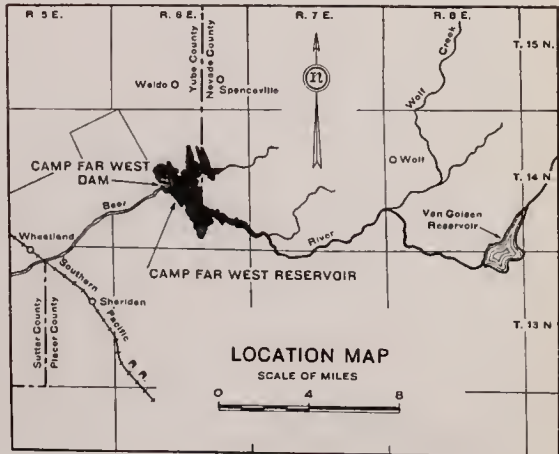 R. 5 E.
R. 6 E.
R. 7 E.
R. 8 E.
T. 15 N.
Yuba County
Nevada County
Waldo
Spenceville
n
Wolf
Creek
Wolf
CAMP FAR WEST
DAM
T. 14 N.
Bear
River
Van Geisen
Reservoir
Wheatland
CAMP FAR WEST RESERVOIR
Southern
Pacific
R. R.
Sheridan
Sutter County
Placer County
T. 13 N.
LOCATION MAP
SCALE OF MILES
0 4 8